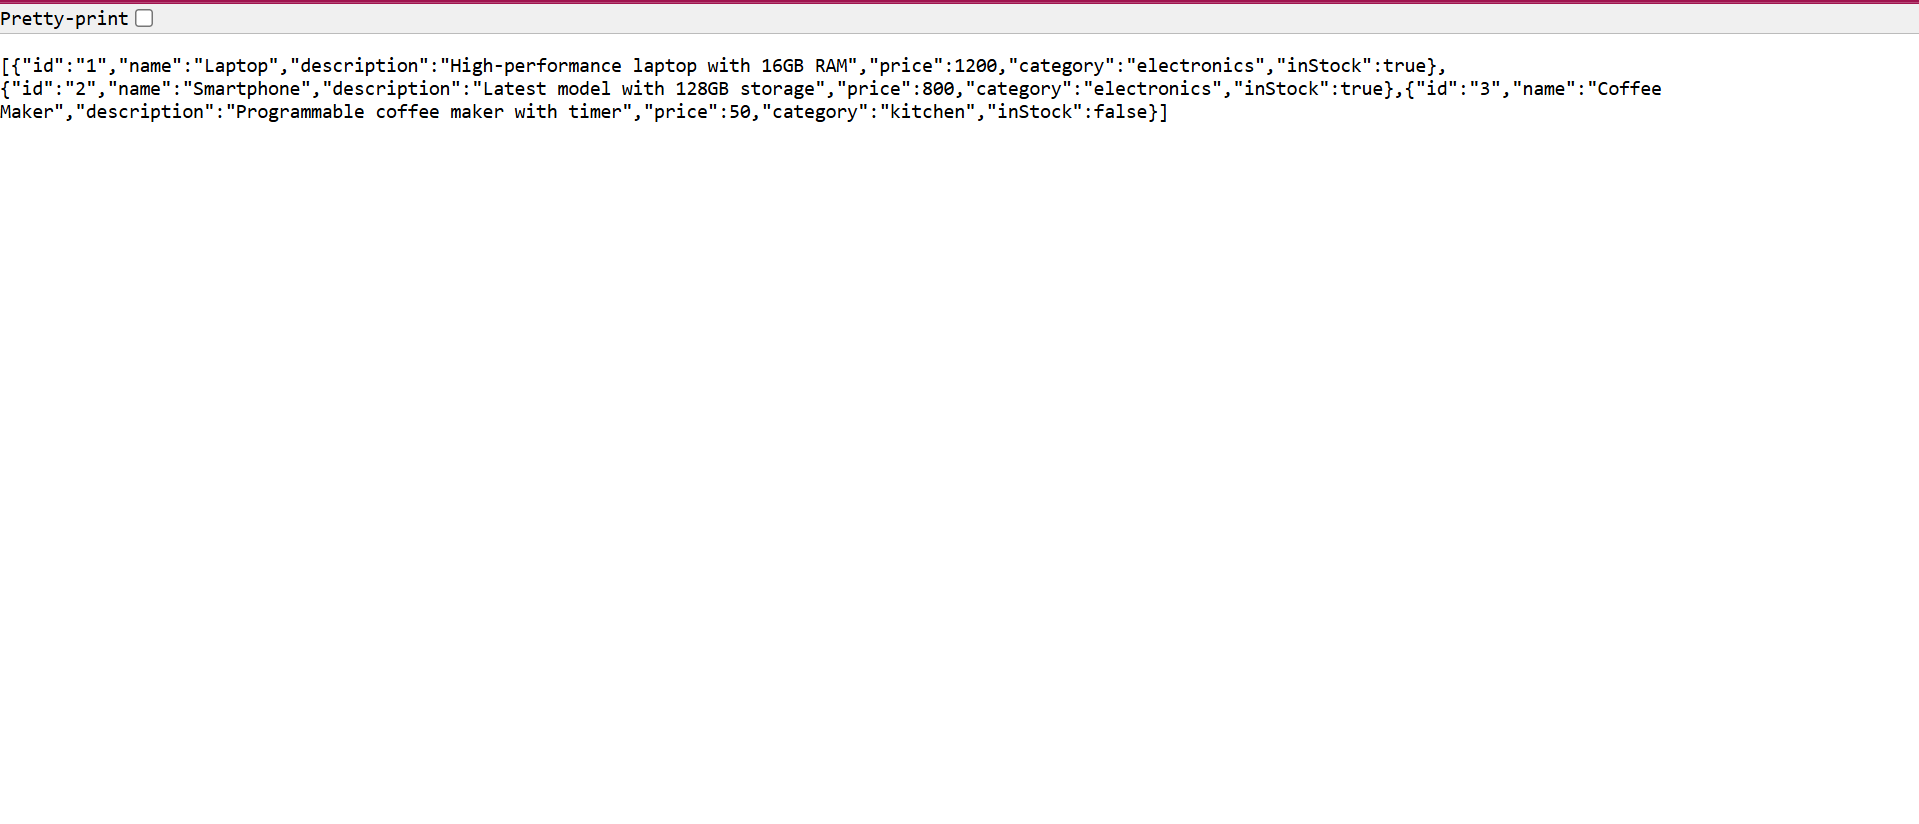 Pretty-print
[{"id":"1","name":"Laptop","description":"High-performance laptop with 16GB RAM","price":1200,"category":"electronics","inStock":true},
{"id":"2","name":"Smartphone","description":"Latest model with 128GB storage","price":800,"category":"electronics","inStock":true},{"id":"3","name":"Coffee
Maker","description":"Programmable coffee maker with timer","price":50,"category":"kitchen","inStock":false}]